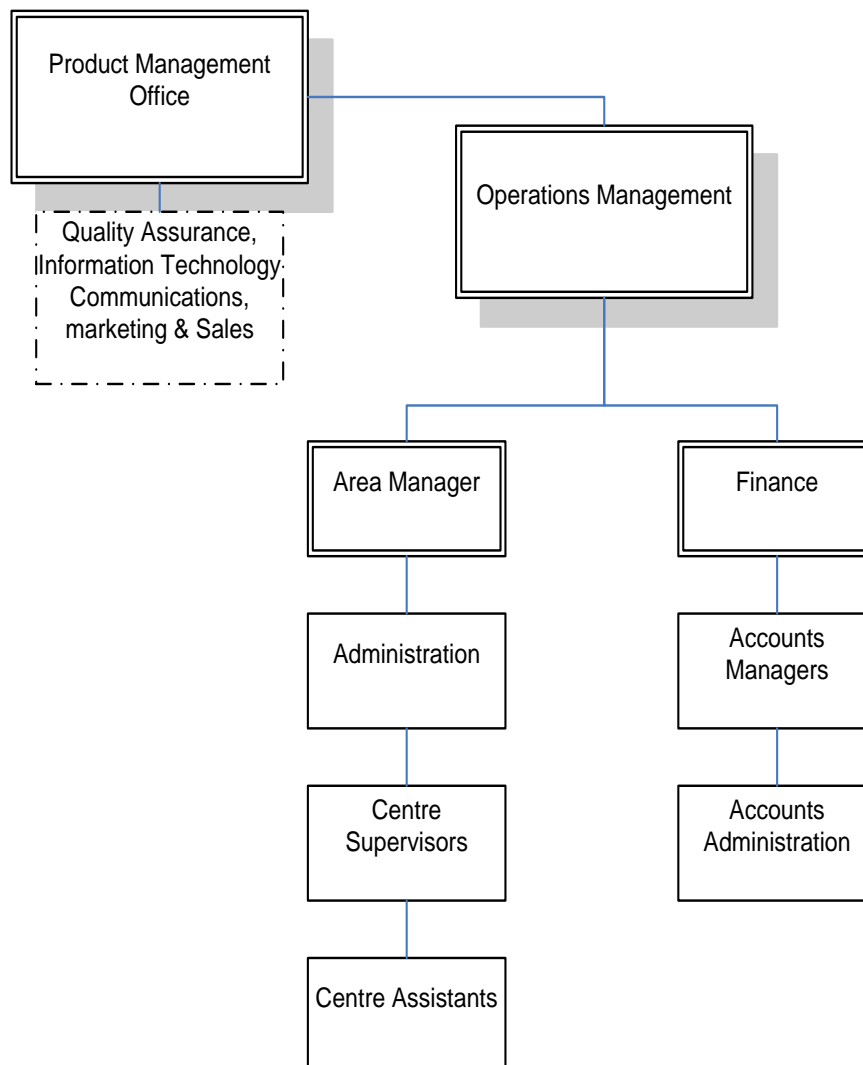 Product Management
Office
Operations Management
Quality Assurance,
Information Technology
Communications,
marketing & Sales
Area Manager
Finance
Administration
Accounts
Managers
Centre
Supervisors
Accounts
Administration
Centre Assistants